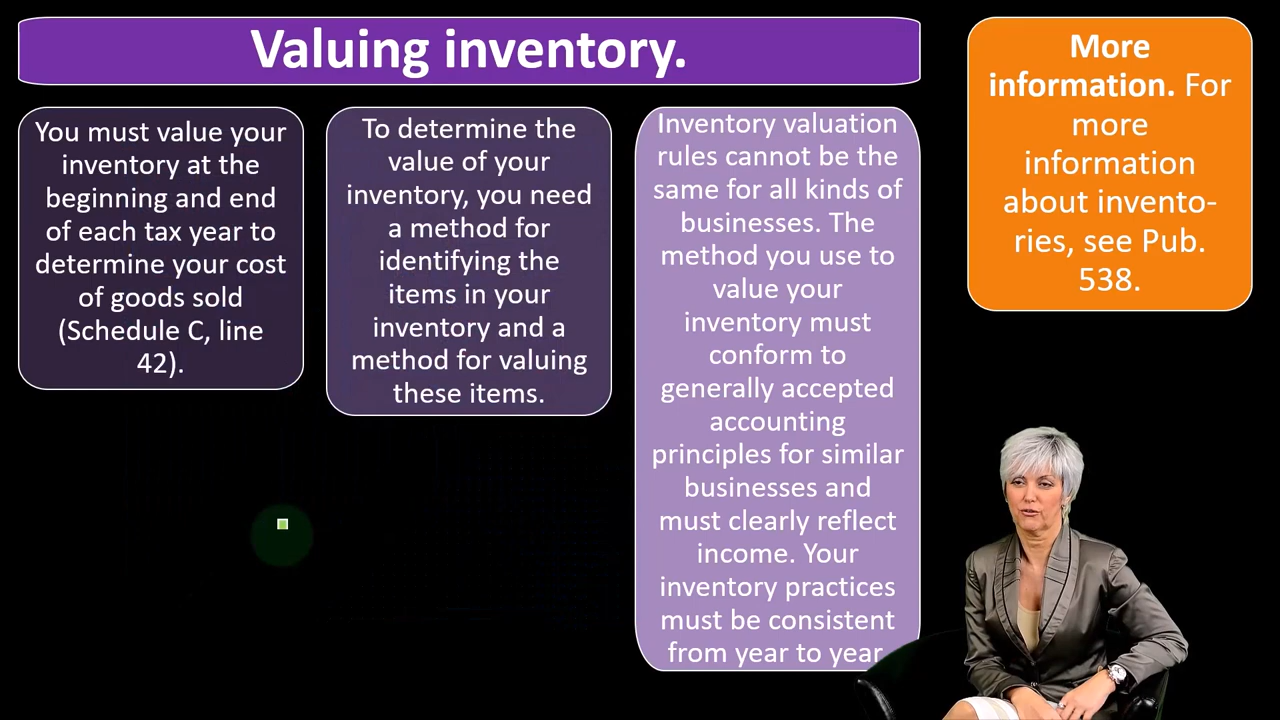 Valuing inventory.
You must value your
inventory at the
beginning and end
of each tax year to
determine your cost
of goods sold
(Schedule C, line
42).
To determine the
value of your
inventory, you need
a method for
identifying the
items in your
inventory and a
method for valuing
these items.
Inventory valuation
rules cannot be the
same for all kinds of
businesses. The
method you use to
value your
inventory must
conform to
generally accepted
accounting
principles for similar
businesses and
must clearly reflect
income. Your
inventory practices
must be consistent
from year to year.
More
information. For
more
information
about invento-
ries, see Pub.
538.